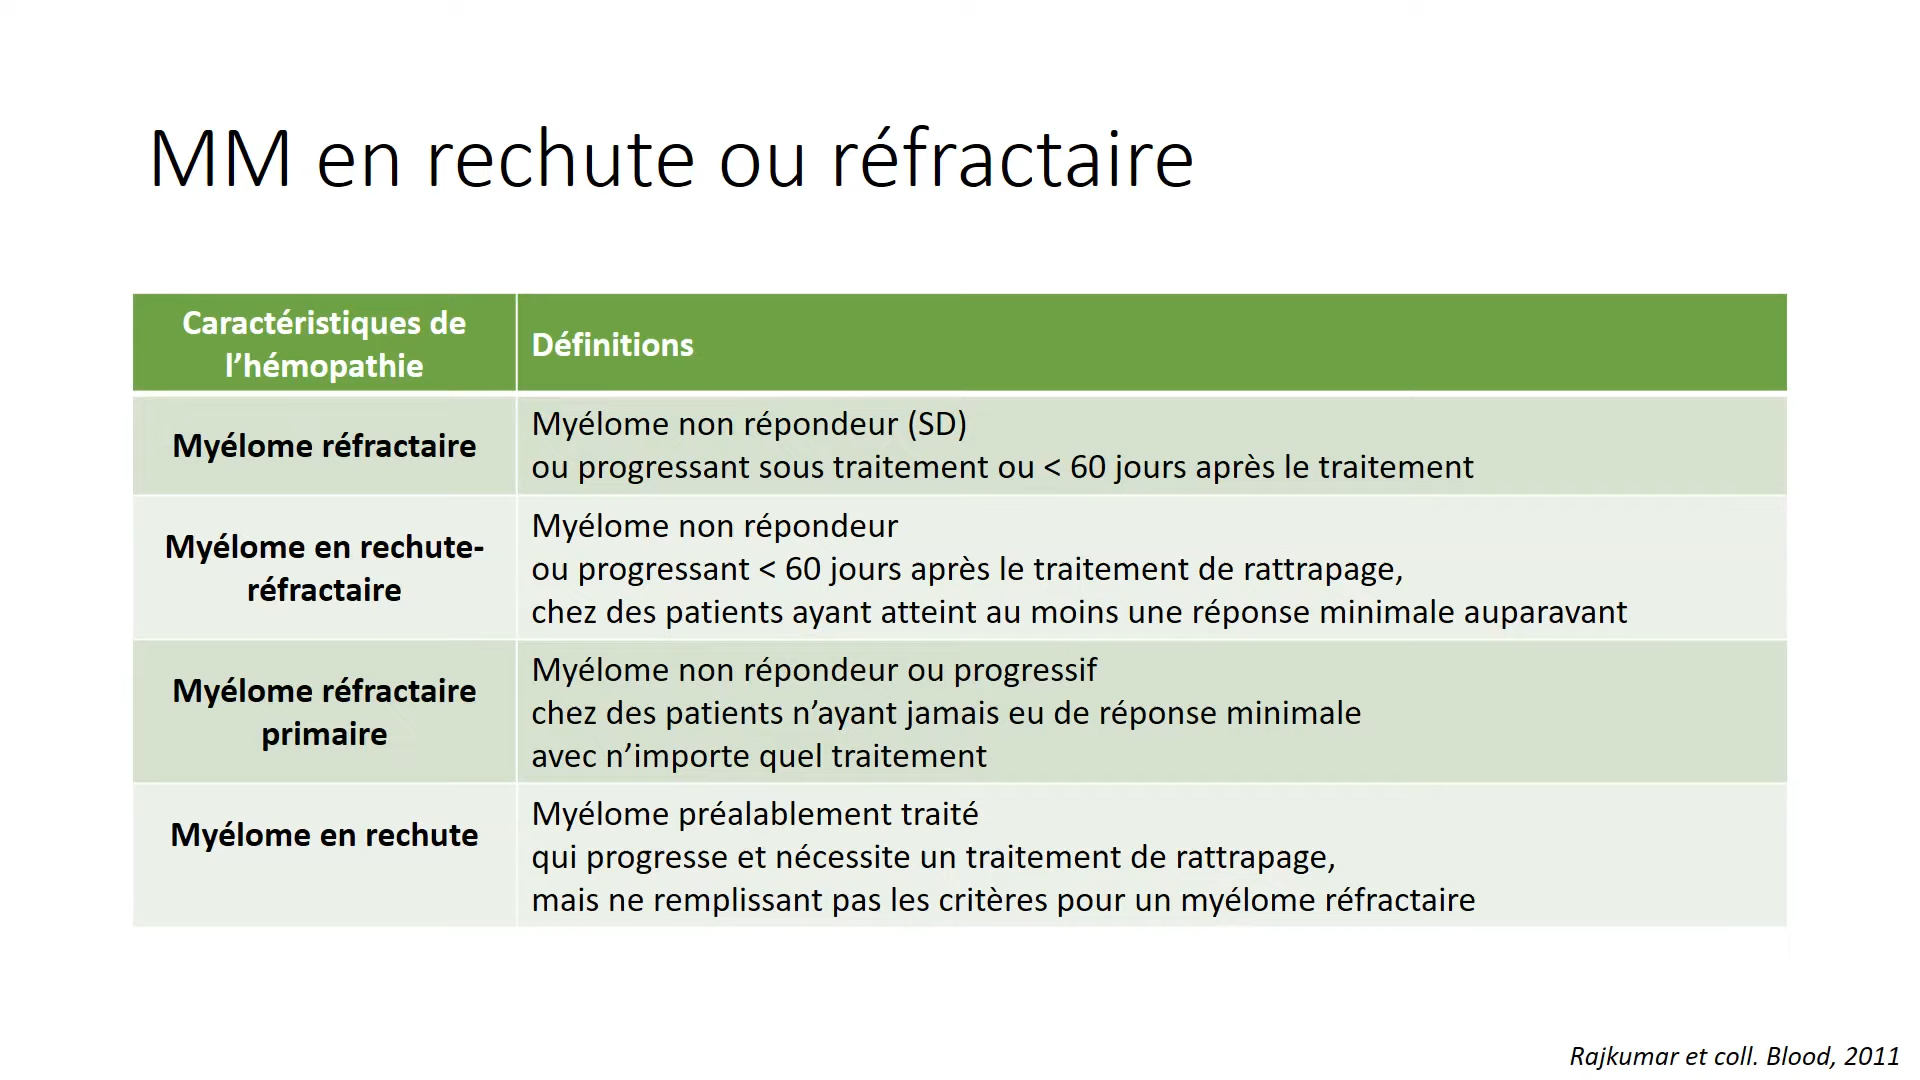 MM en rechute ou réfractaire
Caractéristiques de
l’hémopathie
Définitions
Myélome réfractaire
Myélome non répondeur (SD)
ou progressant sous traitement ou < 60 jours après le traitement
Myélome en rechute-
réfractaire
Myélome non répondeur
ou progressant < 60 jours après le traitement de rattrapage,
chez des patients ayant atteint au moins une réponse minimale auparavant
Myélome réfractaire
primaire
Myélome non répondeur ou progressif
chez des patients n’ayant jamais eu de réponse minimale
avec n’importe quel traitement
Myélome en rechute
Myélome préalablement traité
qui progresse et nécessite un traitement de rattrapage,
mais ne remplissant pas les critères pour un myélome réfractaire
Rajkumar et coll. Blood, 2011